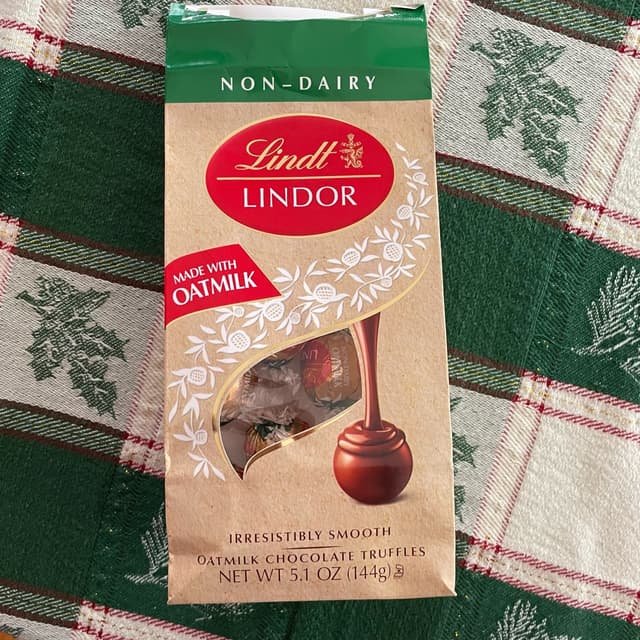 NON-DAIRY
Lindt
LINDOR
MADE WITH
OATMILK
IRRESISTIBLY SMOOTH
OATMILK CHOCOLATE TRUFFLES
NET WT 5.1 OZ (144g)